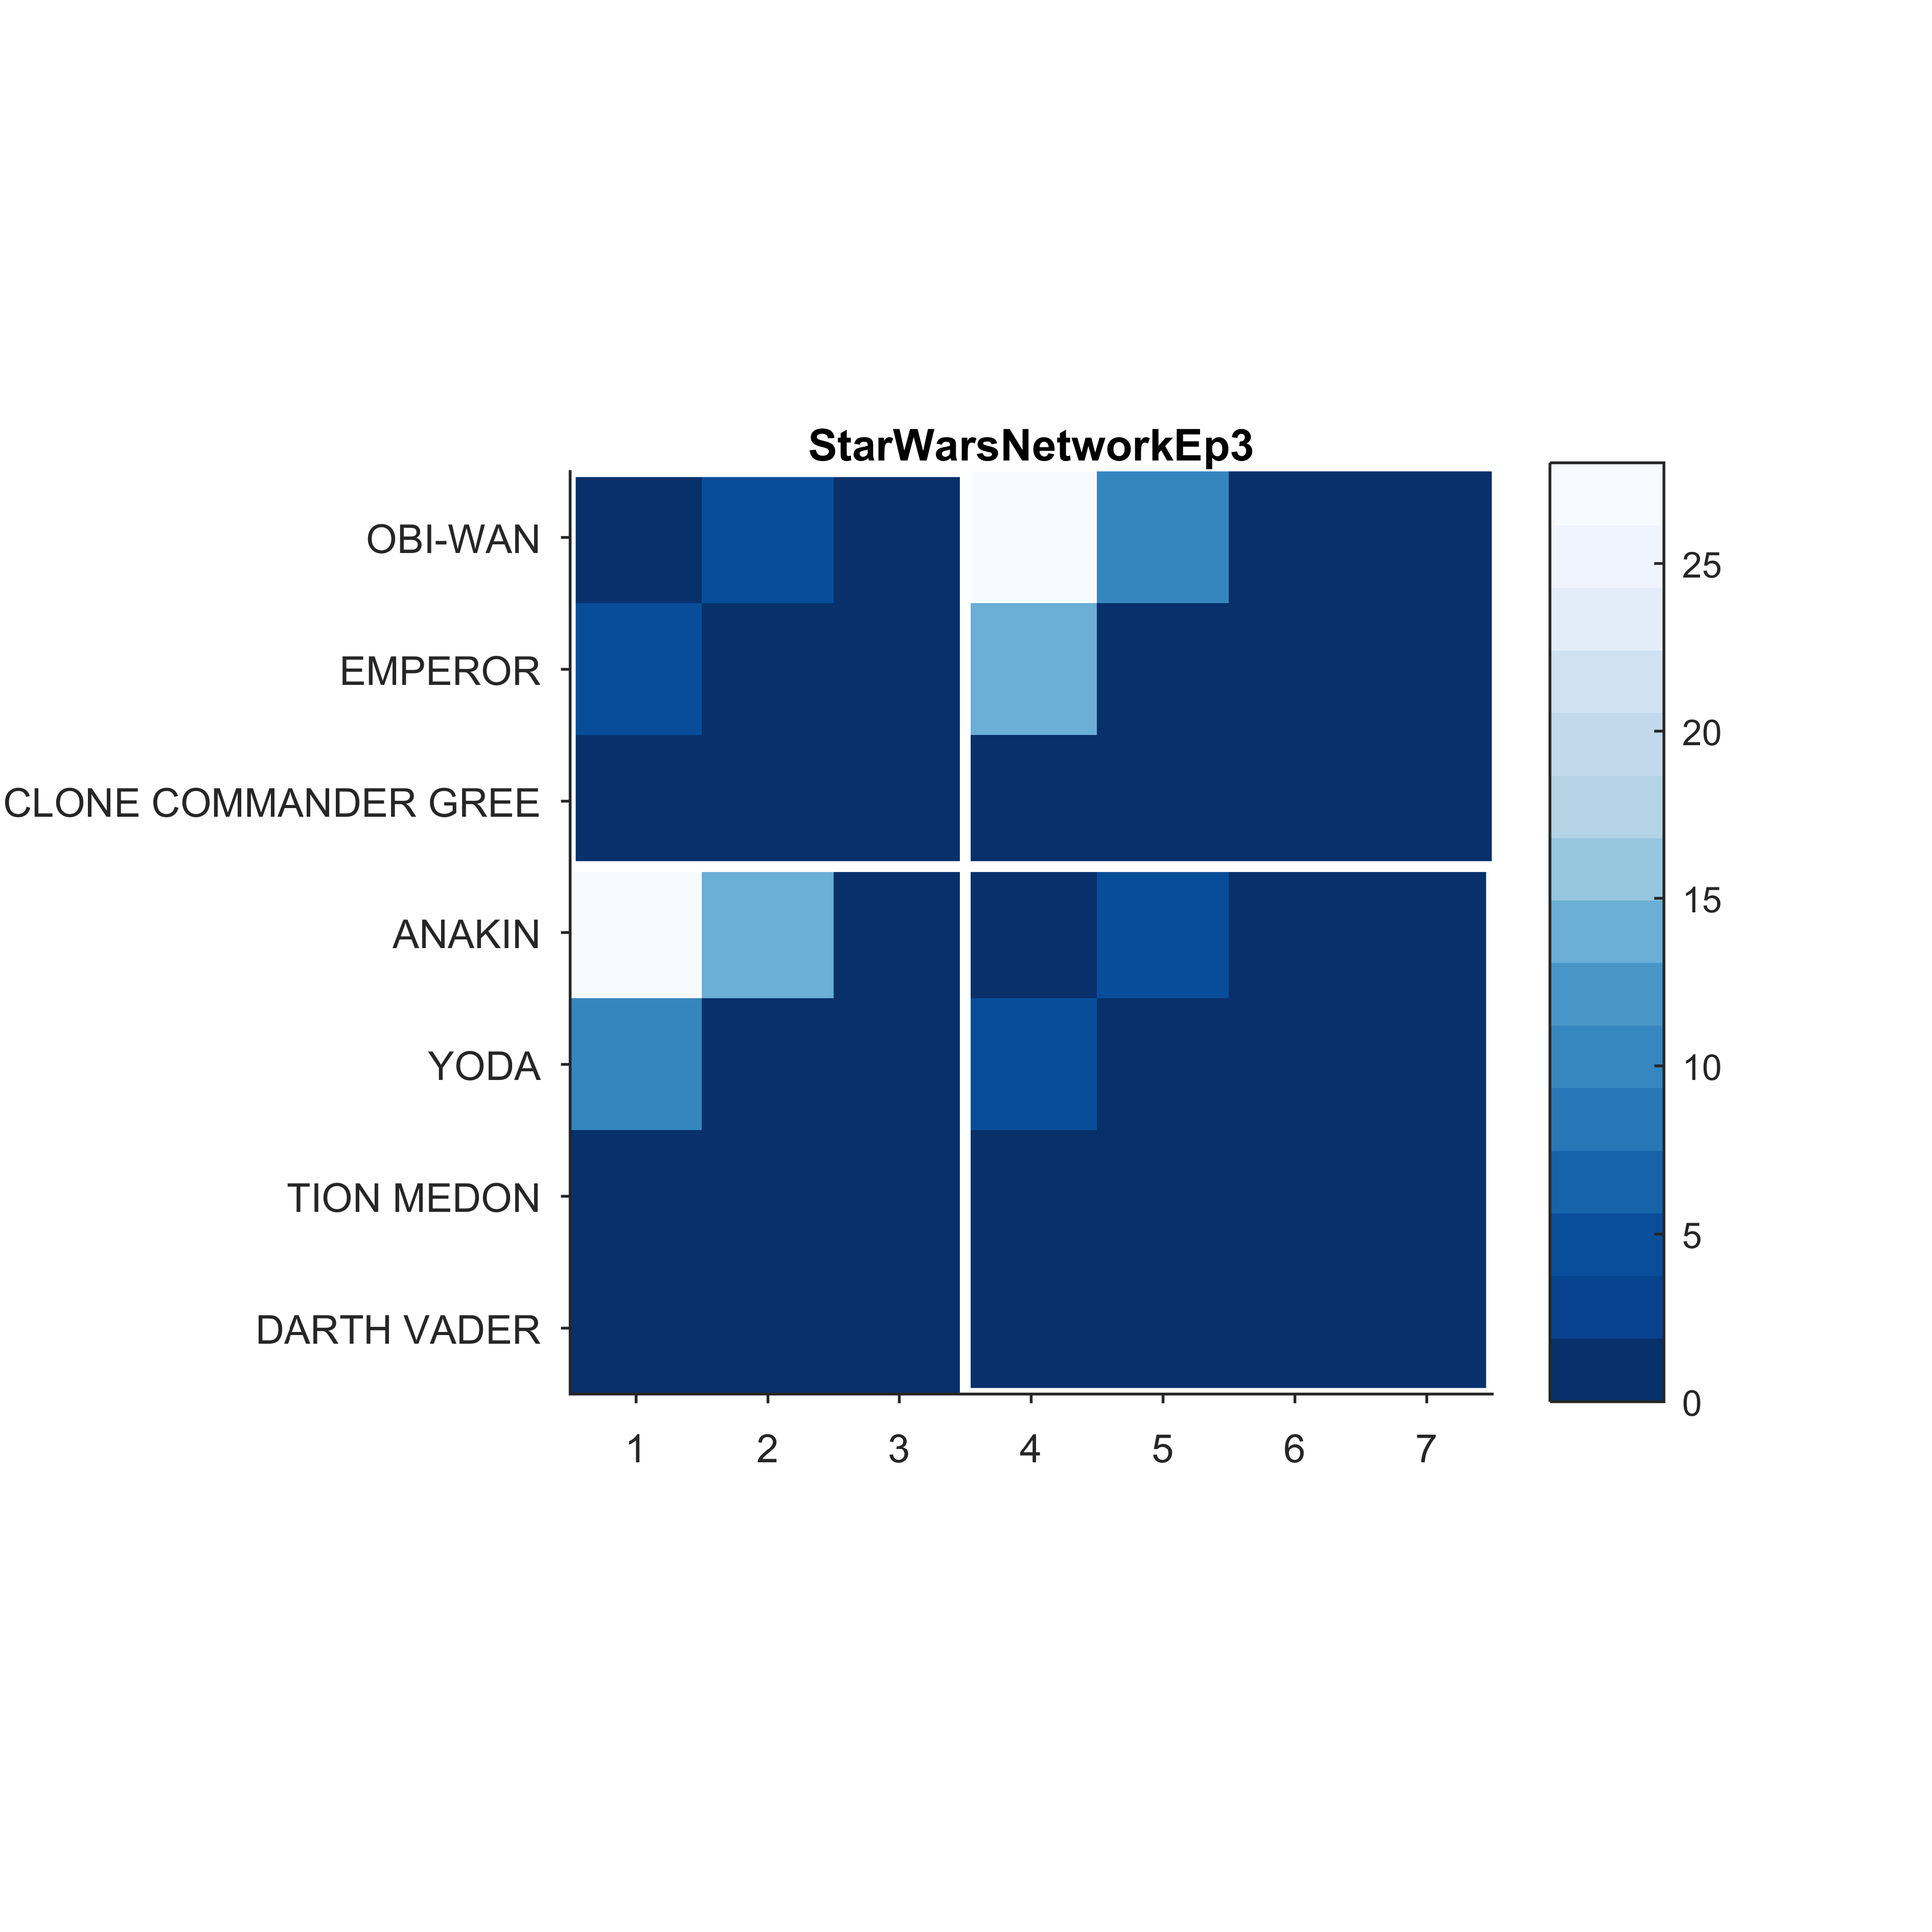 StarWarsNetworkEp3
OBI-WAN
EMPEROR
CLONE COMMANDER GREE
ANAKIN
YODA
TION MEDON
DARTH VADER
1 2 3 4 5 6 7
25
20
15
10
5
0